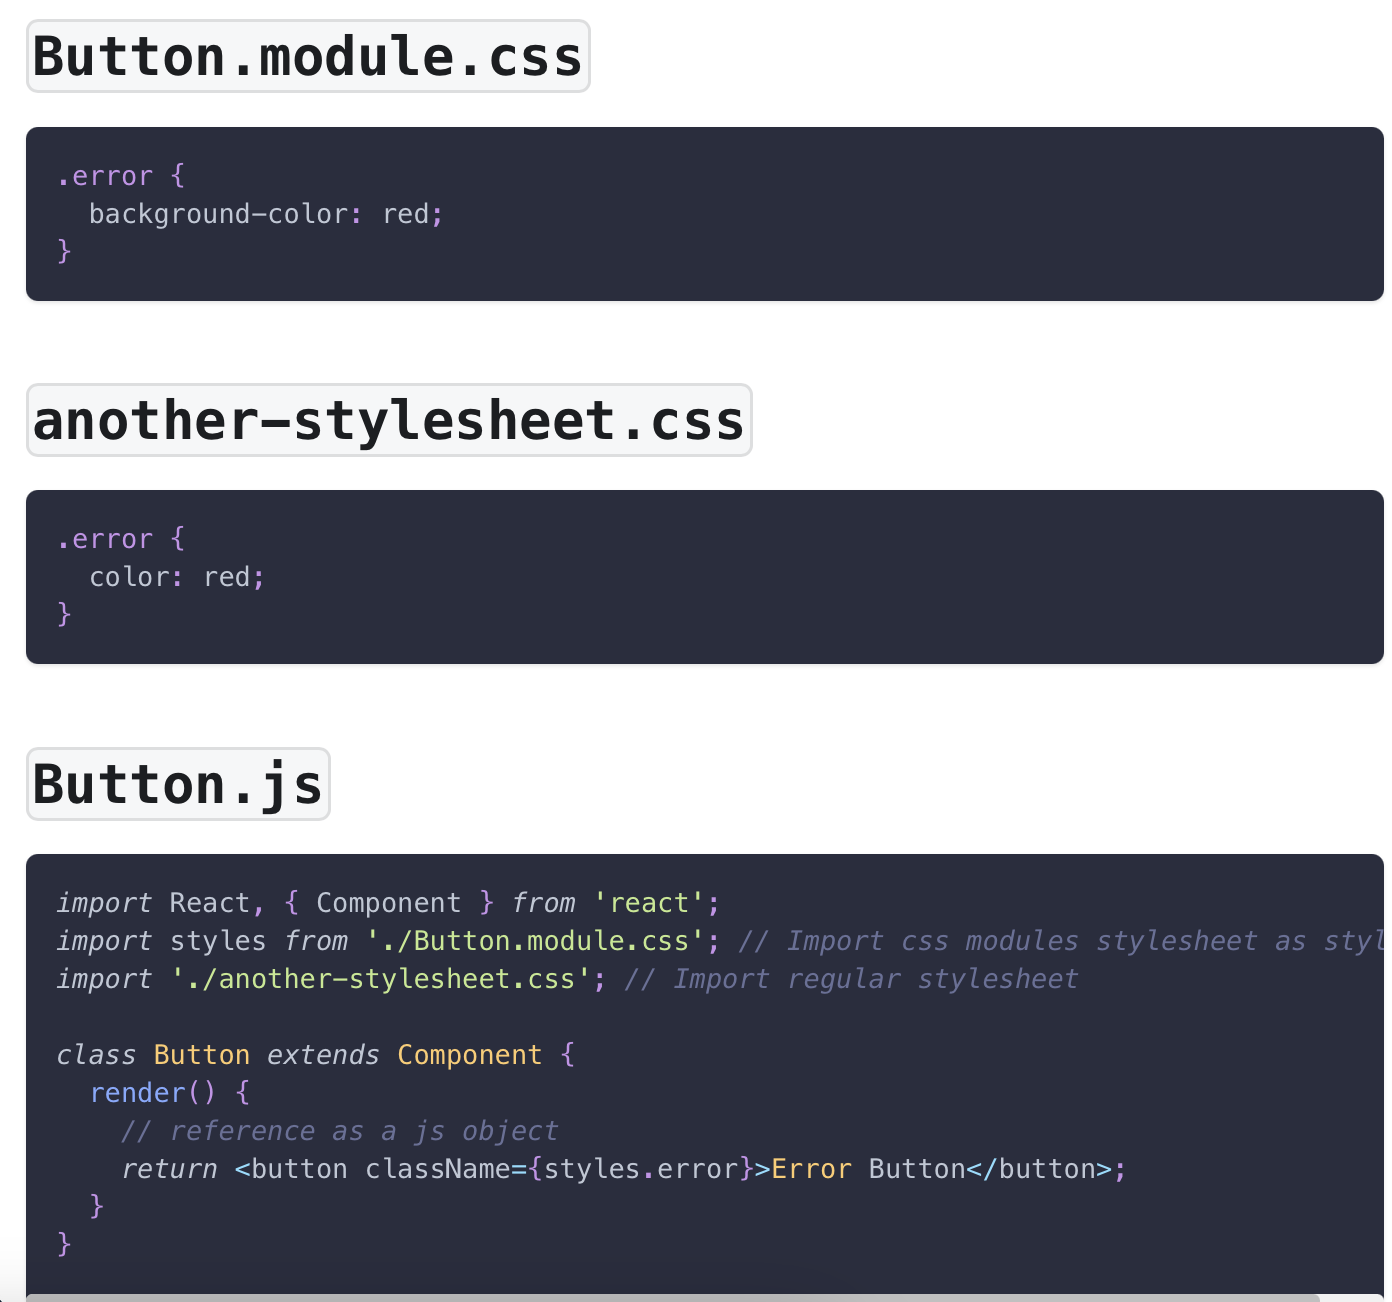 Button.module.css
.error {
  background-color: red;
}
another-stylesheet.css
.error {
  color: red;
}
Button.js
import React, { Component } from 'react';
import styles from './Button.module.css'; // Import css modules stylesheet as
import './another-stylesheet.css'; // Import regular stylesheet
class Button extends Component {
  render() {
    // reference as a js object
    return <button className={styles.error}>Error Button</button>;
  }
}